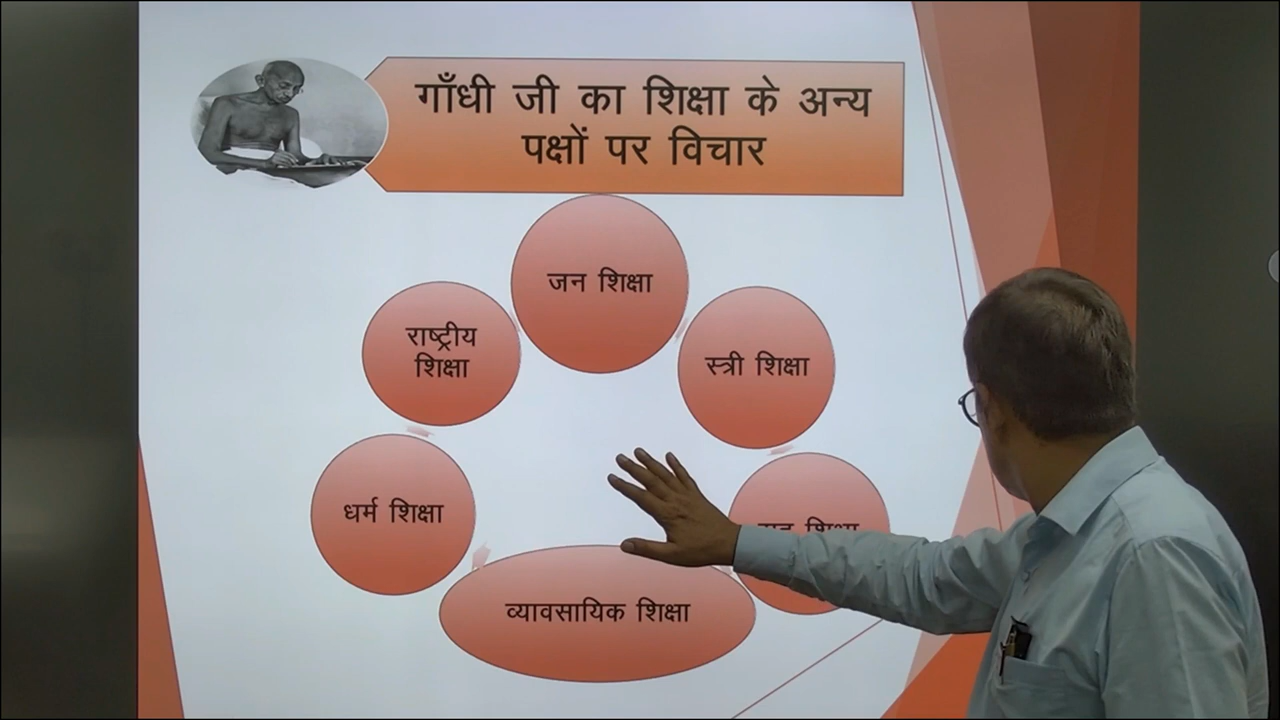 गाँधी जी का शिक्षा के अन्य
पक्षों पर विचार
जन शिक्षा
राष्ट्रीय
शिक्षा
स्त्री शिक्षा
धर्म शिक्षा
शिक्षा
व्यावसायिक शिक्षा